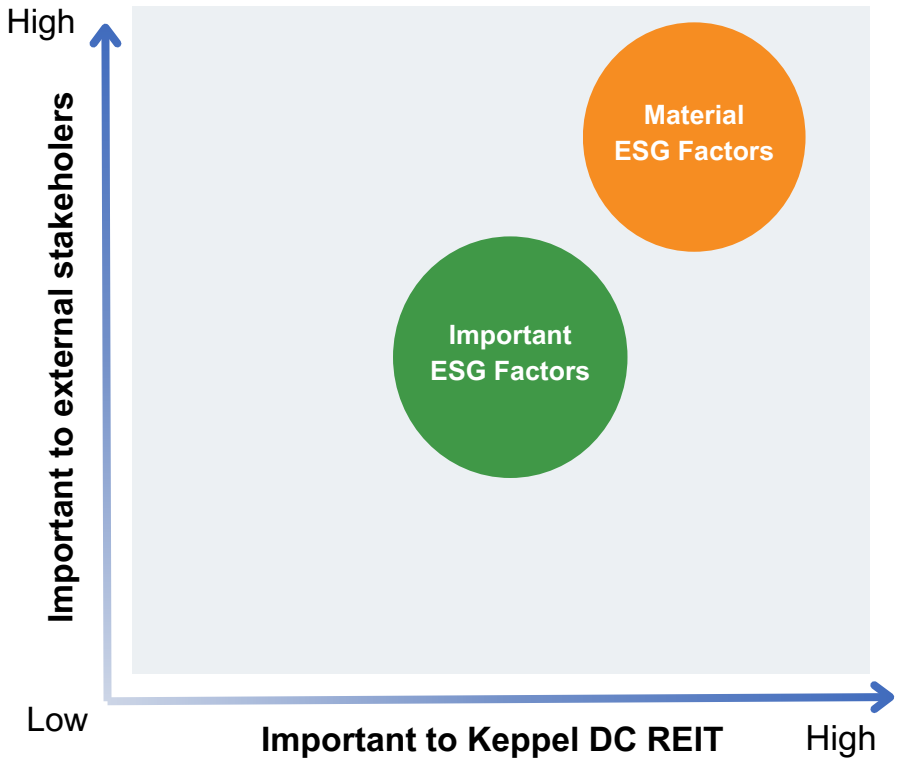 High
Important to external stakeholers
Material
ESG Factors
Important
ESG Factors
Low
Important to Keppel DC REIT
High